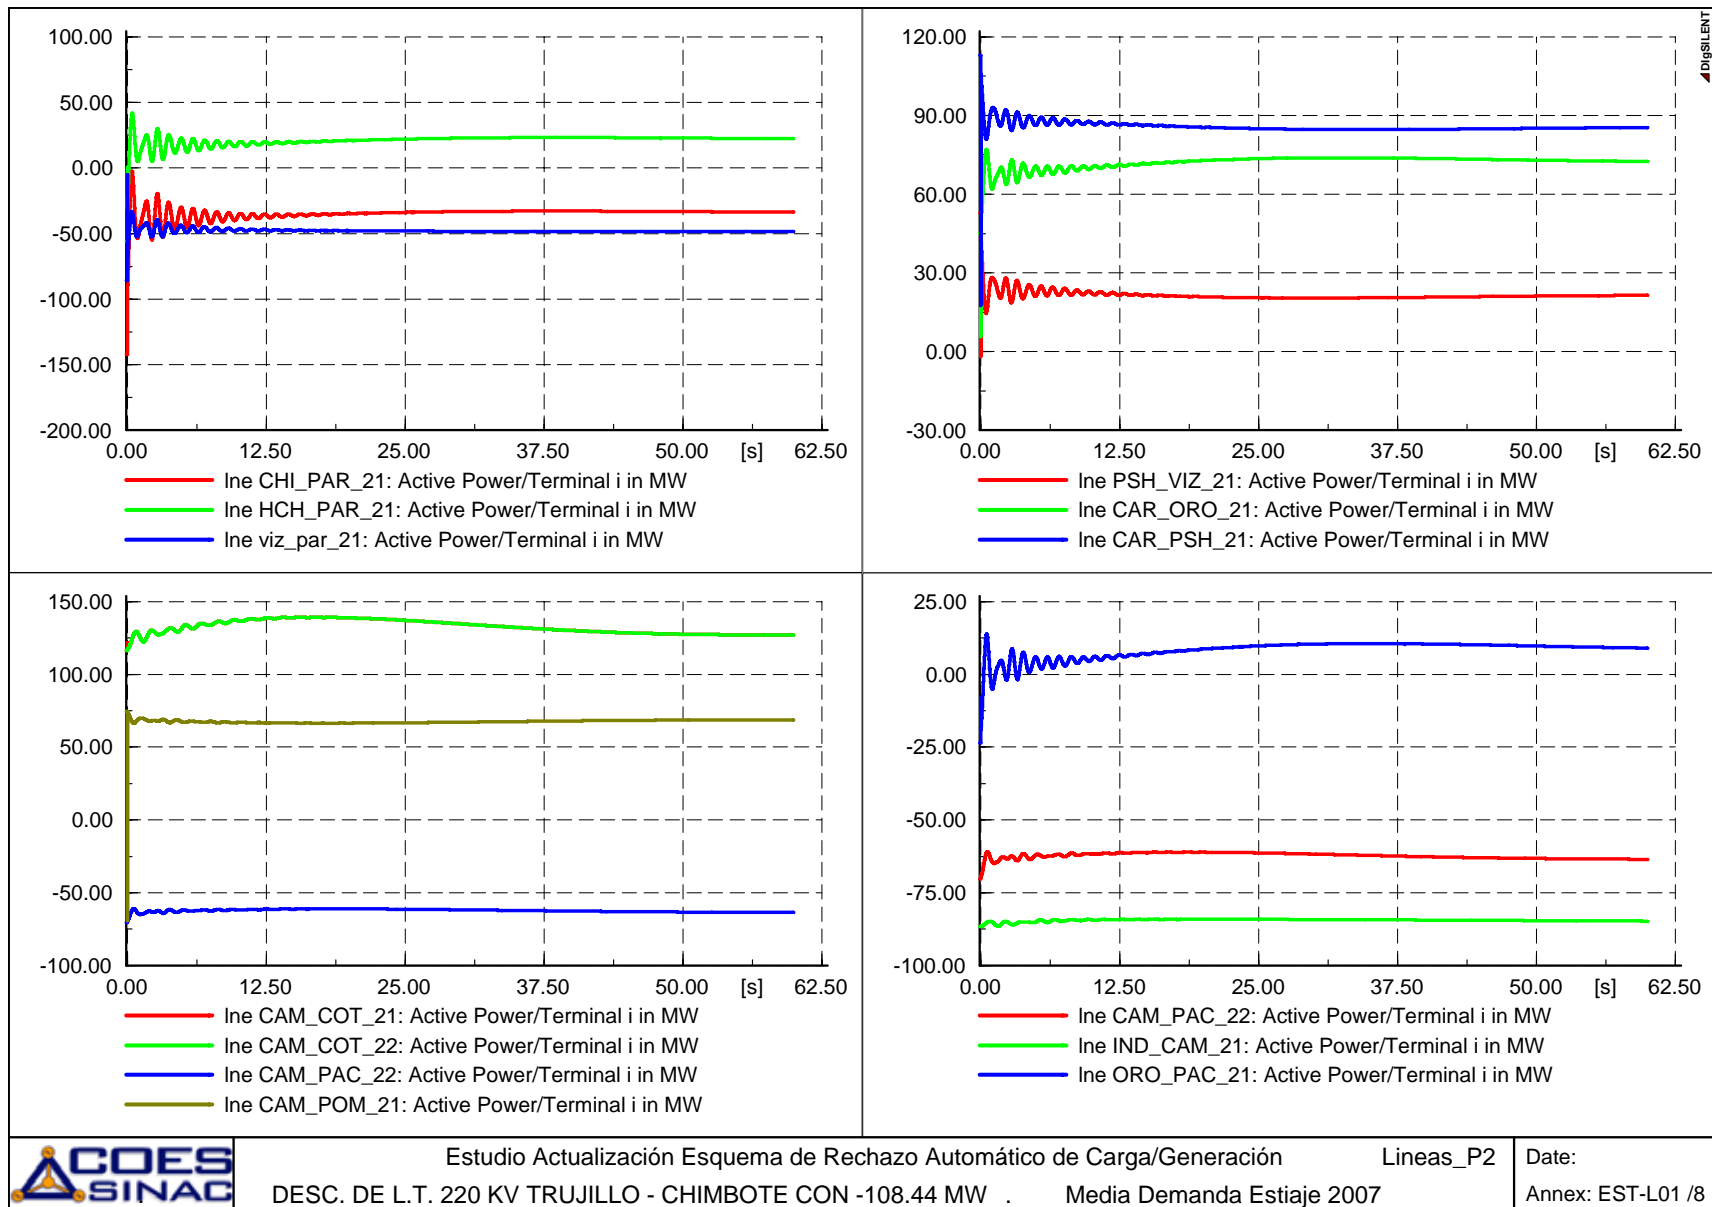 100.00
50.00
0.00
-50.00
-100.00
-150.00
-200.00
0.00 12.50 25.00 37.50 50.00 [s] 62.50
lne CHI_PAR_21: Active Power/Terminal i in MW
lne HCH_PAR_21: Active Power/Terminal i in MW
lne viz_par_21: Active Power/Terminal i in MW
120.00
90.00
60.00
30.00
0.00
-30.00
0.00 12.50 25.00 37.50 50.00 [s] 62.50
lne PSH_VIZ_21: Active Power/Terminal i in MW
lne CAR_ORO_21: Active Power/Terminal i in MW
lne CAR_PSH_21: Active Power/Terminal i in MW
DIgSILENT
150.00
100.00
50.00
0.00
-50.00
-100.00
0.00 12.50 25.00 37.50 50.00 [s] 62.50
lne CAM_COT_21: Active Power/Terminal i in MW
lne CAM_COT_22: Active Power/Terminal i in MW
lne CAM_PAC_22: Active Power/Terminal i in MW
lne CAM_POM_21: Active Power/Terminal i in MW
25.00
0.00
-25.00
-50.00
-75.00
-100.00
0.00 12.50 25.00 37.50 50.00 [s] 62.50
lne CAM_PAC_22: Active Power/Terminal i in MW
lne IND_CAM_21: Active Power/Terminal i in MW
lne ORO_PAC_21: Active Power/Terminal i in MW
COES
SINAC
Estudio Actualización Esquema de Rechazo Automático de Carga/Generación Lineas_P2
DESC. DE L.T. 220 KV TRUJILLO - CHIMBOTE CON -108.44 MW . Media Demanda Estiaje 2007
Date:
Annex: EST-L01 /8